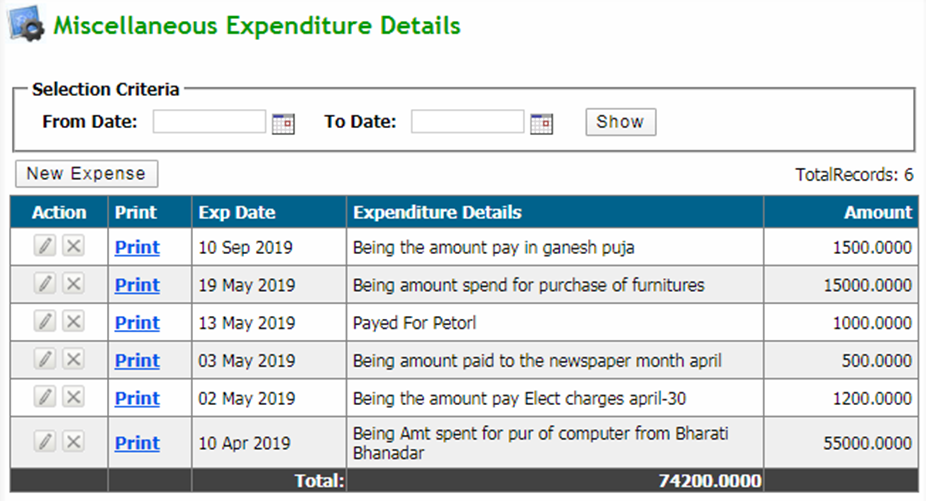 Miscellaneous Expenditure Details
Selection Criteria
From Date: To Date: Show
New Expense TotalRecords: 6
Action Print Exp Date Expenditure Details Amount
Print 10 Sep 2019 Being the amount pay in ganesh puja 1500.0000
Print 19 May 2019 Being amount spend for purchase of furnitures 15000.0000
Print 13 May 2019 Payed For Petorl 1000.0000
Print 03 May 2019 Being amount paid to the newspaper month april 500.0000
Print 02 May 2019 Being the amount pay Elect charges april-30 1200.0000
Print 10 Apr 2019 Being Amt spent for pur of computer from Bharati
Bhanadar 55000.0000
Total: 74200.0000